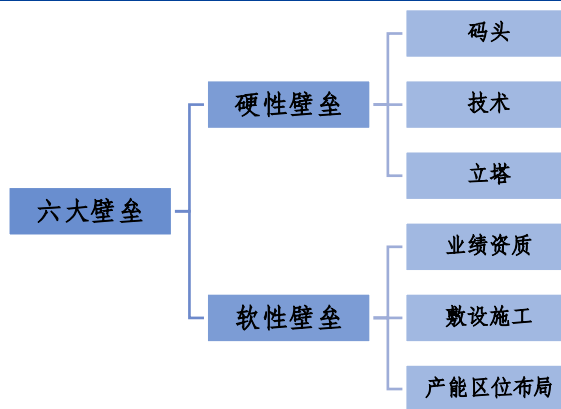 六大壁垒
硬性壁垒
码头
技术
立塔
软性壁垒
业绩资质
敷设施工
产能区位布局